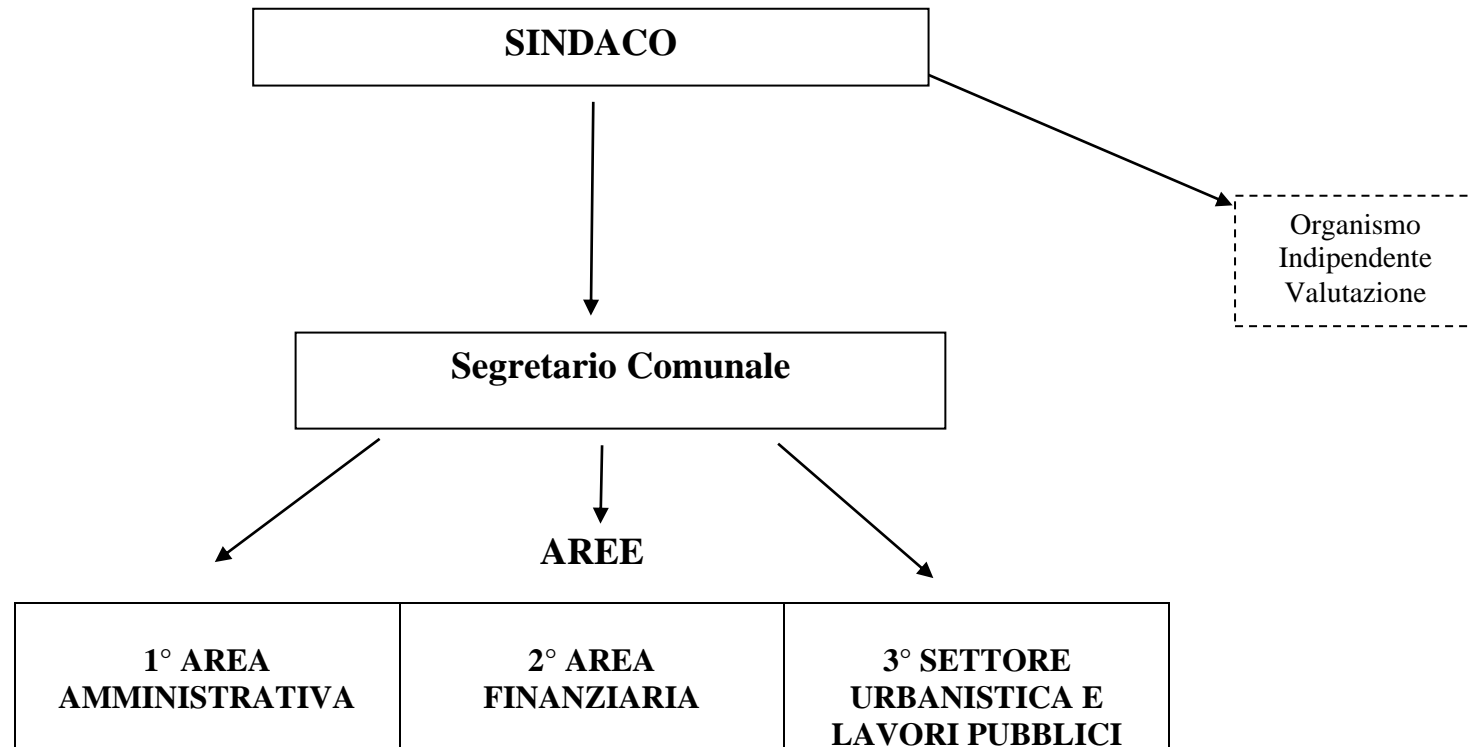 SINDACO
Organismo
Indipendente
Valutazione
Segretario Comunale
AREE
1° AREA
AMMINISTRATIVA
2° AREA
FINANZIARIA
3° SETTORE
URBANISTICA E
LAVORI PUBBLICI